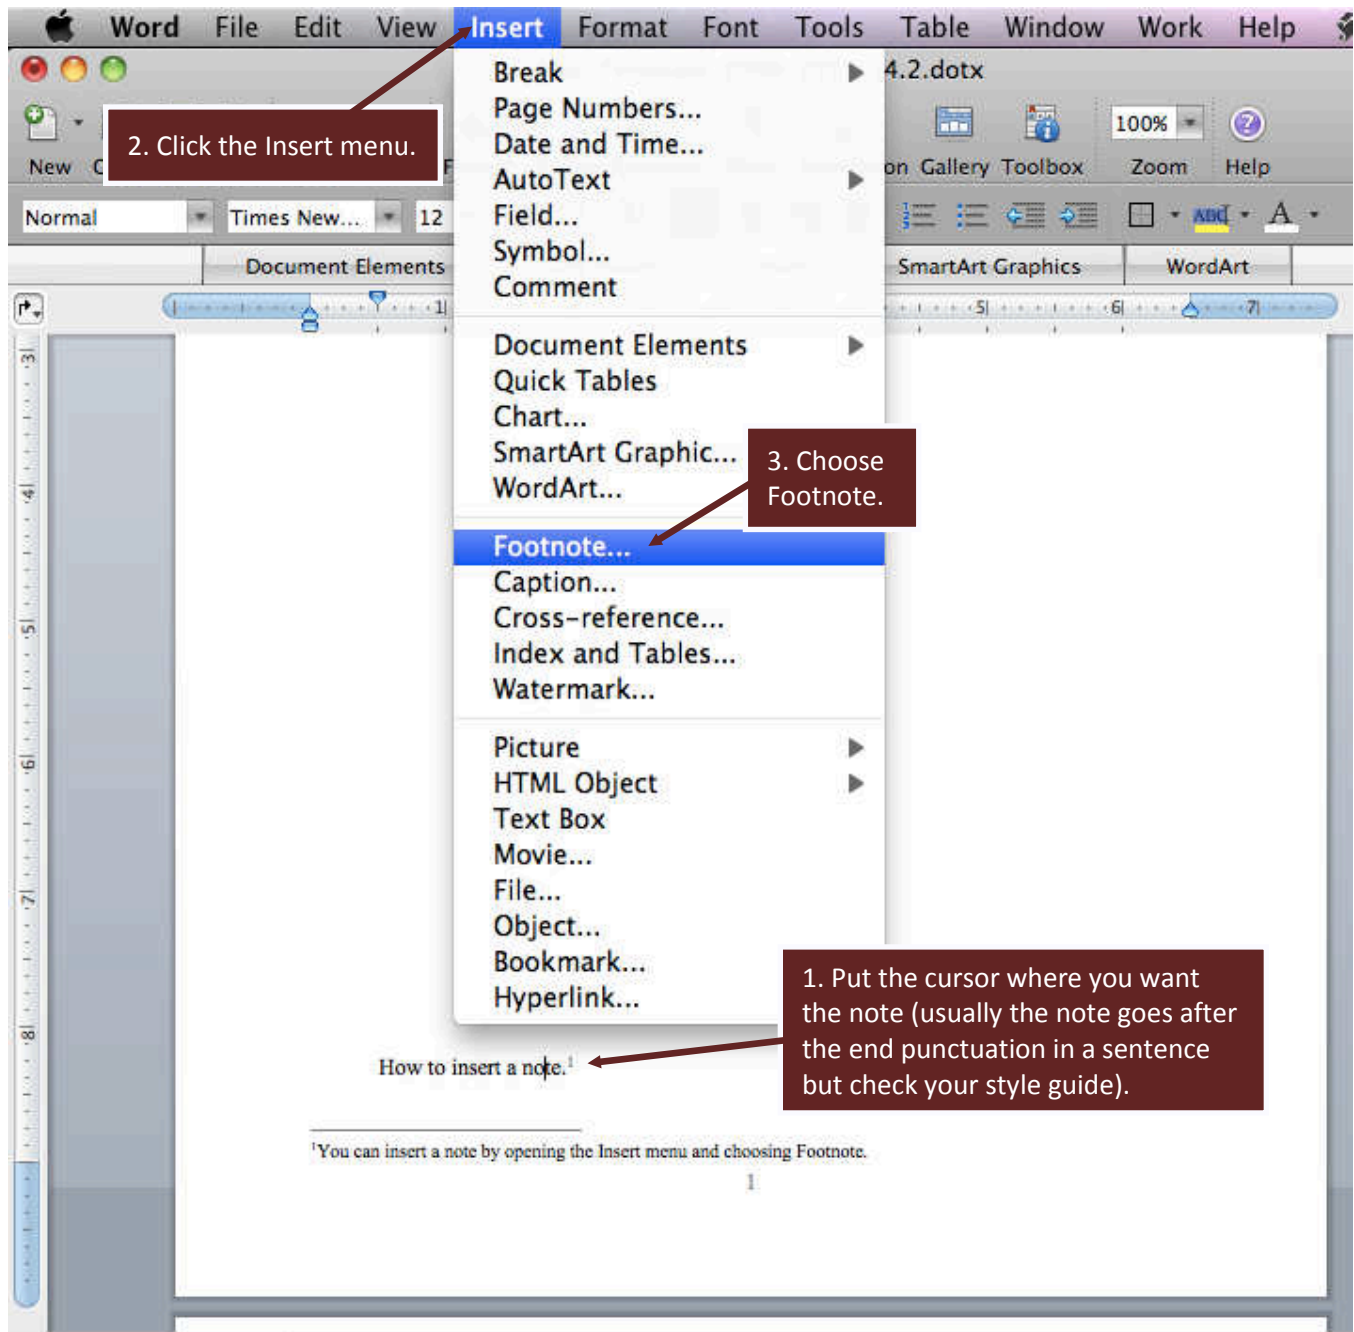 Word File Edit View Insert Format Font Tools Table Window Work Help
4.2.dotx
2. Click the Insert menu.
New Gallery Toolbox Zoom Help
100%
Normal Times New... 12
Document Elements SmartArt Graphics WordArt
Break
Page Numbers...
Date and Time...
AutoText
Field...
Symbol...
Comment
Document Elements
Quick Tables
Chart...
SmartArt Graphic...
WordArt...
3. Choose
Footnote.
Footnote...
Caption...
Cross-reference...
Index and Tables...
Watermark...
Picture
HTML Object
Text Box
Movie...
File...
Object...
Bookmark...
Hyperlink...
1. Put the cursor where you want
the note (usually the note goes after
the end punctuation in a sentence
but check your style guide).
How to insert a note.1
1You can insert a note by opening the Insert menu and choosing Footnote.
1